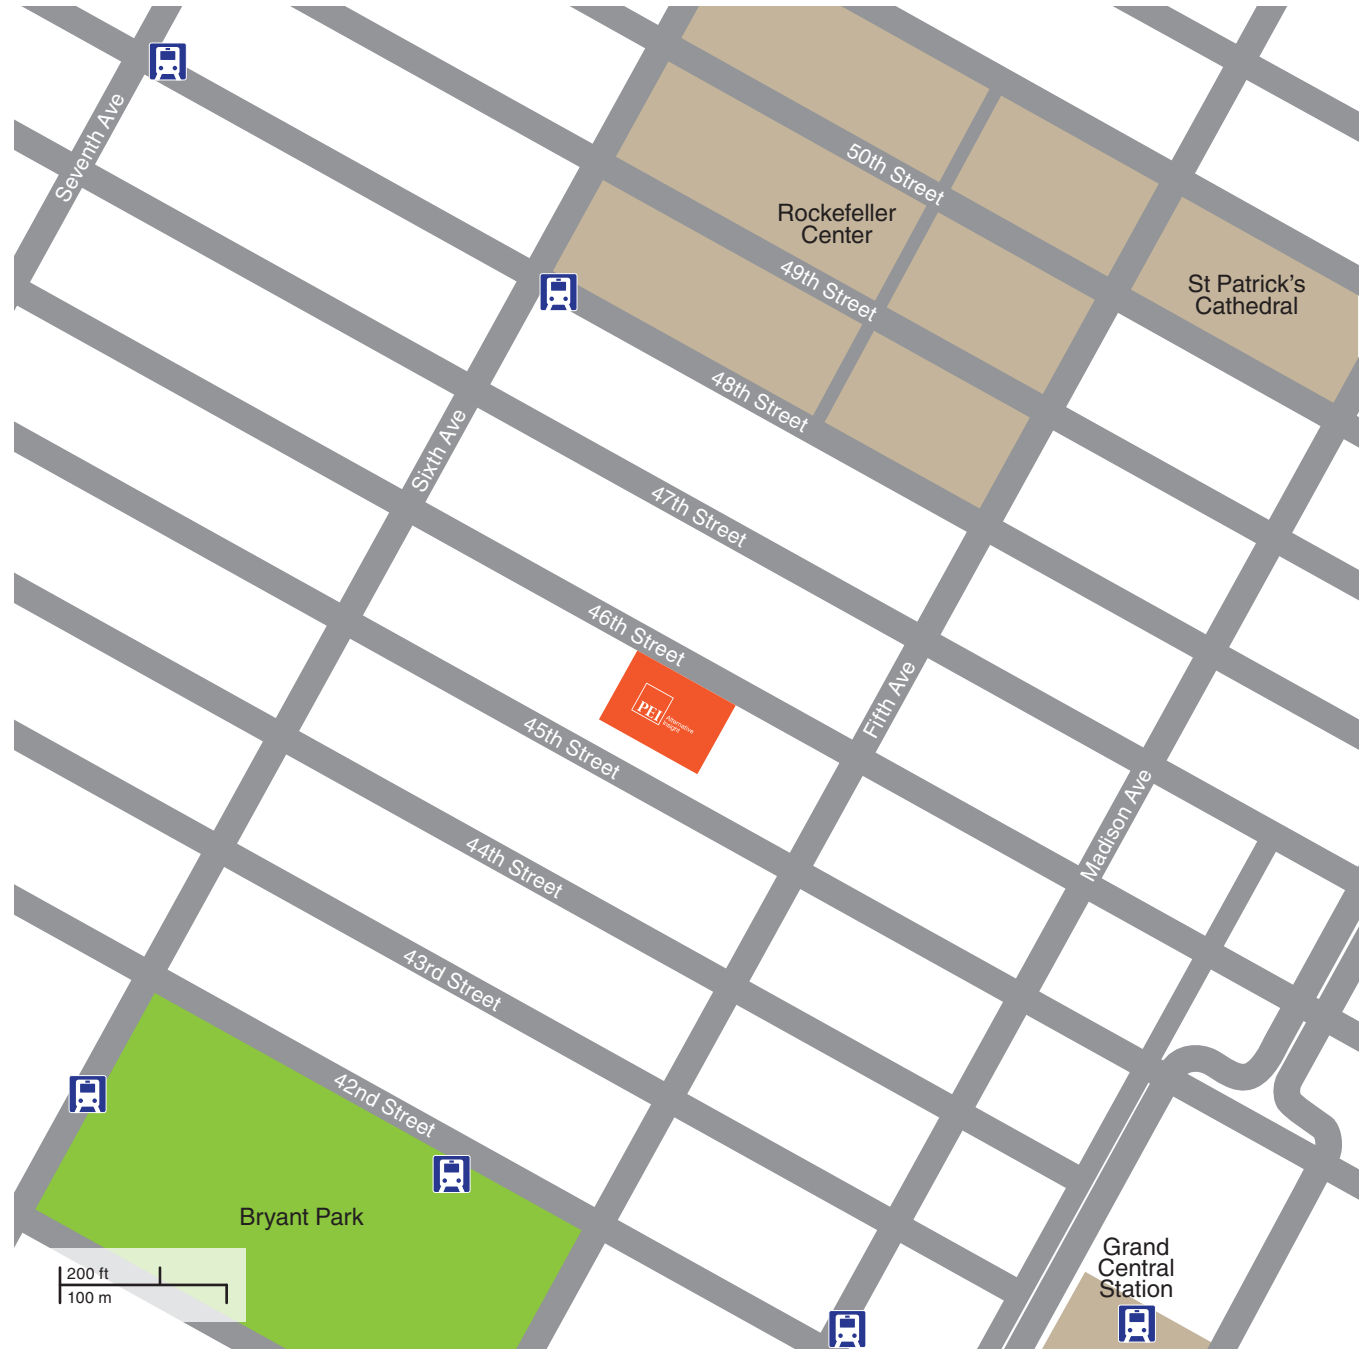 Seventh Ave
50th Street
Rockefeller
Center
49th Street
St Patrick's
Cathedral
48th Street
Sixth Ave
47th Street
46th Street
PEI
Alternative
Insight
Fifth Ave
45th Street
Madison Ave
44th Street
43rd Street
42nd Street
Bryant Park
Grand
Central
Station
200 ft
100 m